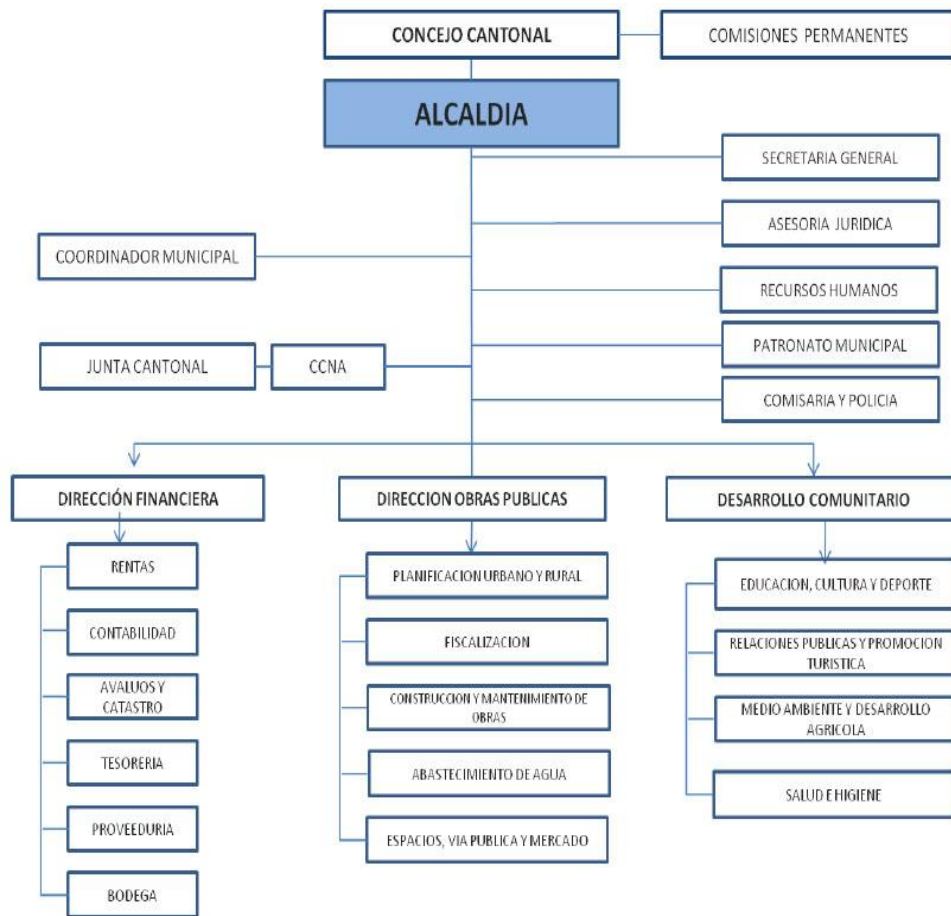 CONCEJO CANTONAL
COMISIONES PERMANENTES
ALCALDIA
SECRETARIA GENERAL
ASESORIA JURIDICA
COORDINADOR MUNICIPAL
RECURSOS HUMANOS
PATRONATO MUNICIPAL
JUNTA CANTONAL
CCNA
COMISARIA Y POLICIA
DIRECCIÓN FINANCIERA
RENTAS
CONTABILIDAD
AVALUOS Y
CATASTRO
TESORERIA
PROVEEDURIA
BODEGA
DIRECCION OBRAS PUBLICAS
PLANIFICACION URBANO Y RURAL
FISCALIZACION
CONSTRUCCION Y MANTENIMIENTO DE
OBRAS
ABASTECIMIENTO DE AGUA
ESPACIOS, VIA PUBLICA Y MERCADO
DESARROLLO COMUNITARIO
EDUCACION, CULTURA Y DEPORTE
RELACIONES PUBLICAS Y PROMOCION
TURISTICA
MEDIO AMBIENTE Y DESARROLLO
AGRICOLA
SALUD E HIGIENE